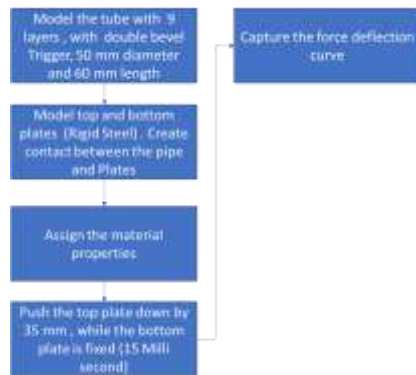 Model the tube with 9
layers , with double bevel
Trigger, 50 mm diameter
and 60 mm length
Model top and bottom
plates (Rigid Steel) . Create
contact between the pipe
and Plates
Assign the material
properties
Push the top plate down by
35 mm , while the bottom
plate is fixed (15 Milli
second)
Capture the force deflection
curve